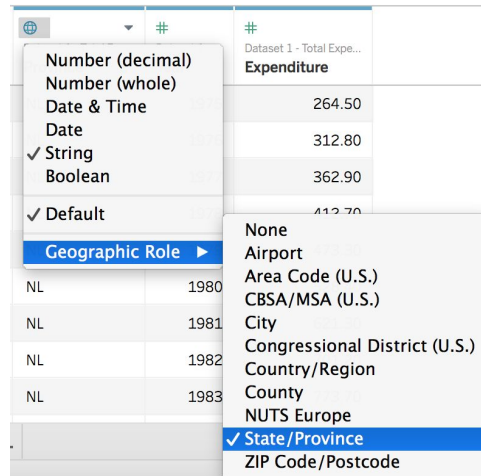 # #
Dataset 1 - Total Expe...
Expenditure
Number (decimal)
Number (whole)
Date & Time
Date
✓ String
Boolean
✓ Default
Geographic Role ▶
264.50
312.80
362.90
412.70
NL 1980
NL 1981
NL 1982
NL 1983
None
Airport
Area Code (U.S.)
CBSA/MSA (U.S.)
City
Congressional District (U.S.)
Country/Region
County
NUTS Europe
✓ State/Province
ZIP Code/Postcode